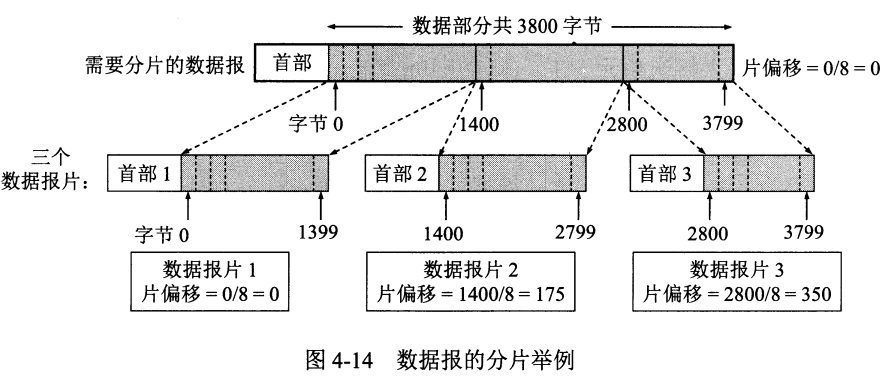 数据部分共 3800 字节
需要分片的数据报
首部
片偏移 = 0/8 = 0
字节 0
1400
2800
3799
三个
数据报片：
首部 1
首部 2
首部 3
字节 0
1399
1400
2799
2800
3799
数据报片 1
片偏移 = 0/8 = 0
数据报片 2
片偏移 = 1400/8 = 175
数据报片 3
片偏移 = 2800/8 = 350
图 4-14 数据报的分片举例